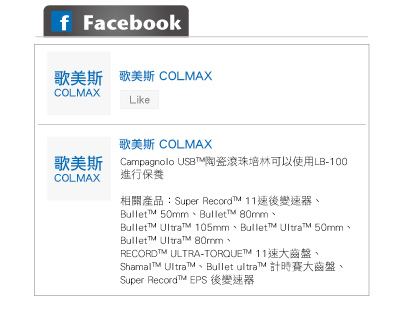 f Facebook
歌美斯
COLMAX
歌美斯 COLMAX
Like
歌美斯
COLMAX
歌美斯 COLMAX
Campagnolo USB™陶瓷滾珠培林可以使用LB-100
進行保養
相關產品：Super Record™ 11速後變速器、
Bullet™ 50mm、Bullet™ 80mm、
Bullet™ Ultra™ 105mm、Bullet™ Ultra™ 50mm、
Bullet™ Ultra™ 80mm、
RECORD™ ULTRA-TORQUE™ 11速大齒盤、
Shamal™ Ultra™、Bullet ultra™ 計時賽大齒盤、
Super Record™ EPS 後變速器